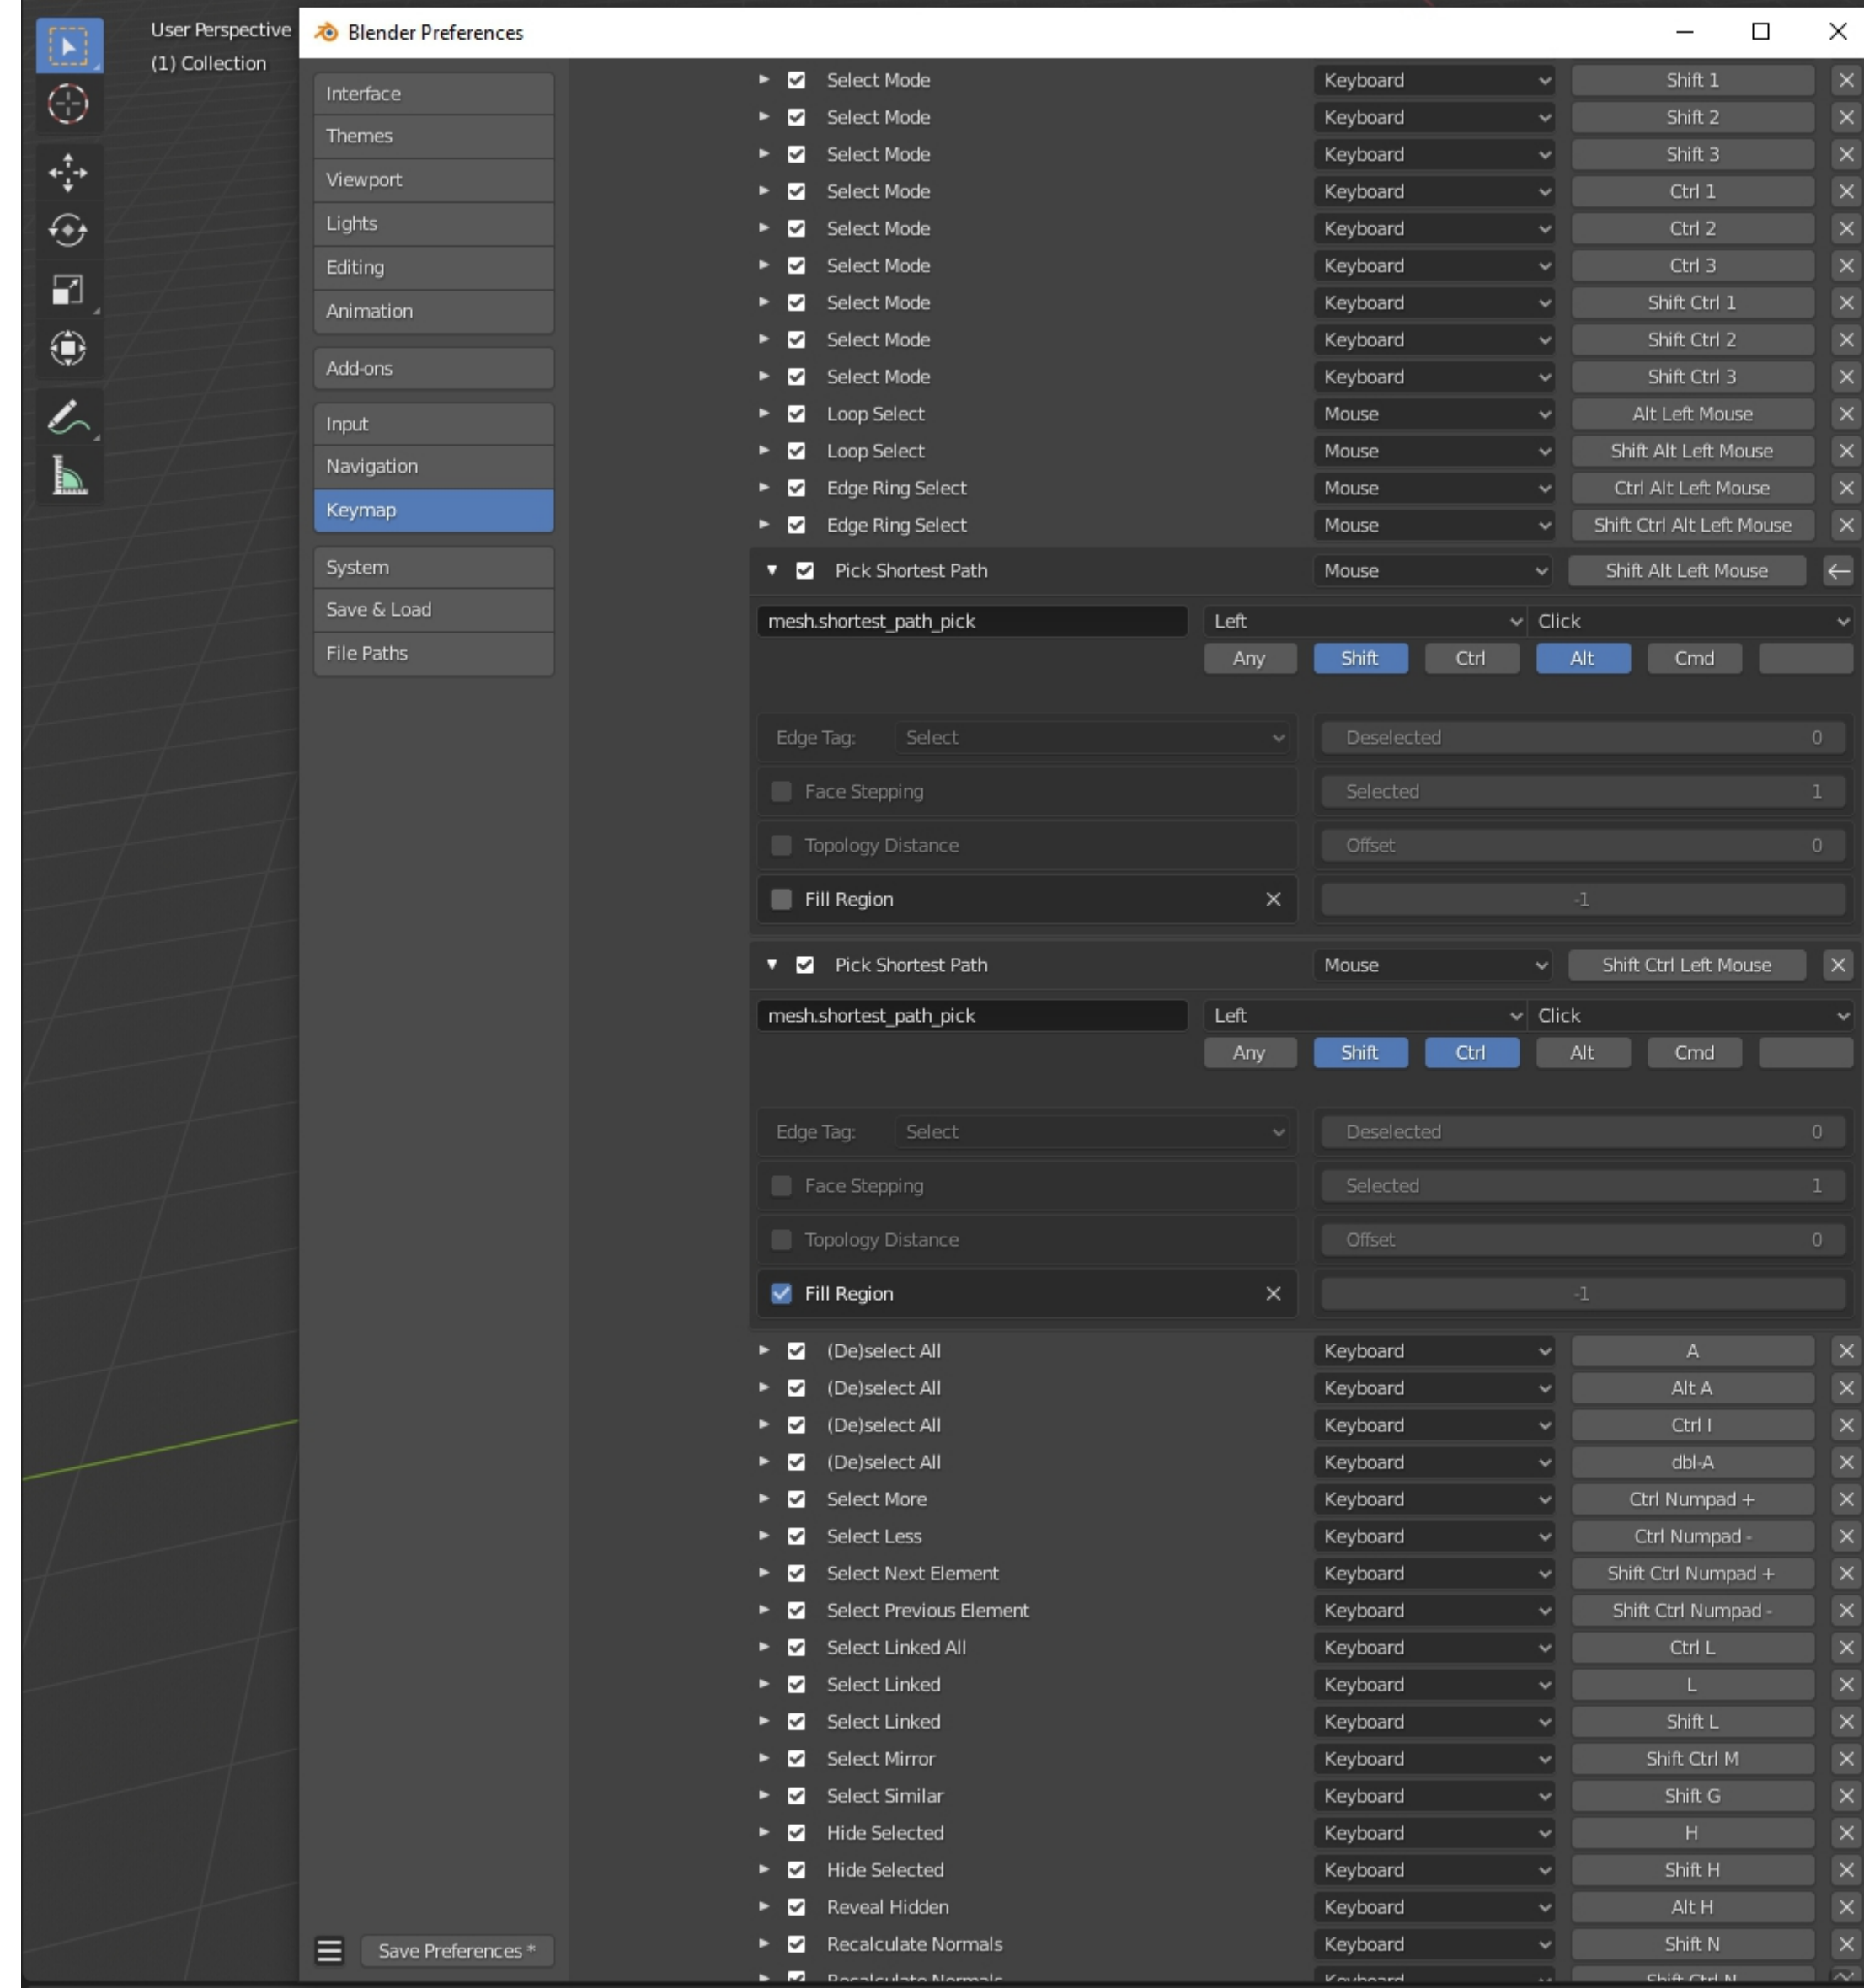 User Perspective
(1) Collection
Blender Preferences
Interface
Themes
Viewport
Lights
Editing
Animation
Add-ons
Input
Navigation
Keymap
System
Save & Load
File Paths
Save Preferences *
Select Mode Keyboard Shift 1
Select Mode Keyboard Shift 2
Select Mode Keyboard Shift 3
Select Mode Keyboard Ctrl 1
Select Mode Keyboard Ctrl 2
Select Mode Keyboard Ctrl 3
Select Mode Keyboard Shift Ctrl 1
Select Mode Keyboard Shift Ctrl 2
Select Mode Keyboard Shift Ctrl 3
Loop Select Mouse Alt Left Mouse
Loop Select Mouse Shift Alt Left Mouse
Edge Ring Select Mouse Ctrl Alt Left Mouse
Edge Ring Select Mouse Shift Ctrl Alt Left Mouse
Pick Shortest Path Mouse Shift Alt Left Mouse
mesh.shortest_path_pick Left Click
Any Shift Ctrl Alt Cmd
Edge Tag: Select Deselected 0
Face Stepping Selected 1
Topology Distance Offset 0
Fill Region -1
Pick Shortest Path Mouse Shift Ctrl Left Mouse
mesh.shortest_path_pick Left Click
Any Shift Ctrl Alt Cmd
Edge Tag: Select Deselected 0
Face Stepping Selected 1
Topology Distance Offset 0
Fill Region -1
(De)select All Keyboard A
(De)select All Keyboard Alt A
(De)select All Keyboard Ctrl I
(De)select All Keyboard dbl-A
Select More Keyboard Ctrl Numpad +
Select Less Keyboard Ctrl Numpad -
Select Next Element Keyboard Shift Ctrl Numpad +
Select Previous Element Keyboard Shift Ctrl Numpad -
Select Linked All Keyboard Ctrl L
Select Linked Keyboard L
Select Linked Keyboard Shift L
Select Mirror Keyboard Shift Ctrl M
Select Similar Keyboard Shift G
Hide Selected Keyboard H
Hide Selected Keyboard Shift H
Reveal Hidden Keyboard Alt H
Recalculate Normals Keyboard Shift N
Recalculate Normals Keyboard Shift Ctrl N